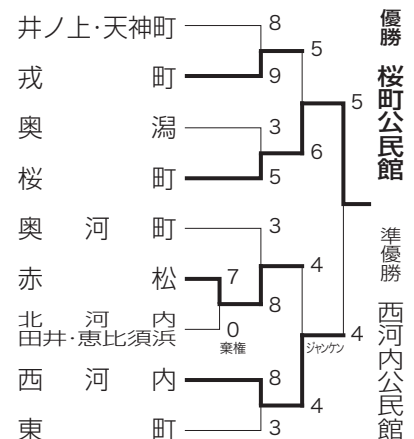 井ノ上・天神町 8
戎町 9
5
奥潟 3
桜町 5
6
5
奥河町 3
赤松 7
8
4
北河内
田井・恵比須浜 0
棄権
西河内 8
4
ジャンケン
4
東町 3
優勝 桜町公民館
準優勝 西河内公民館